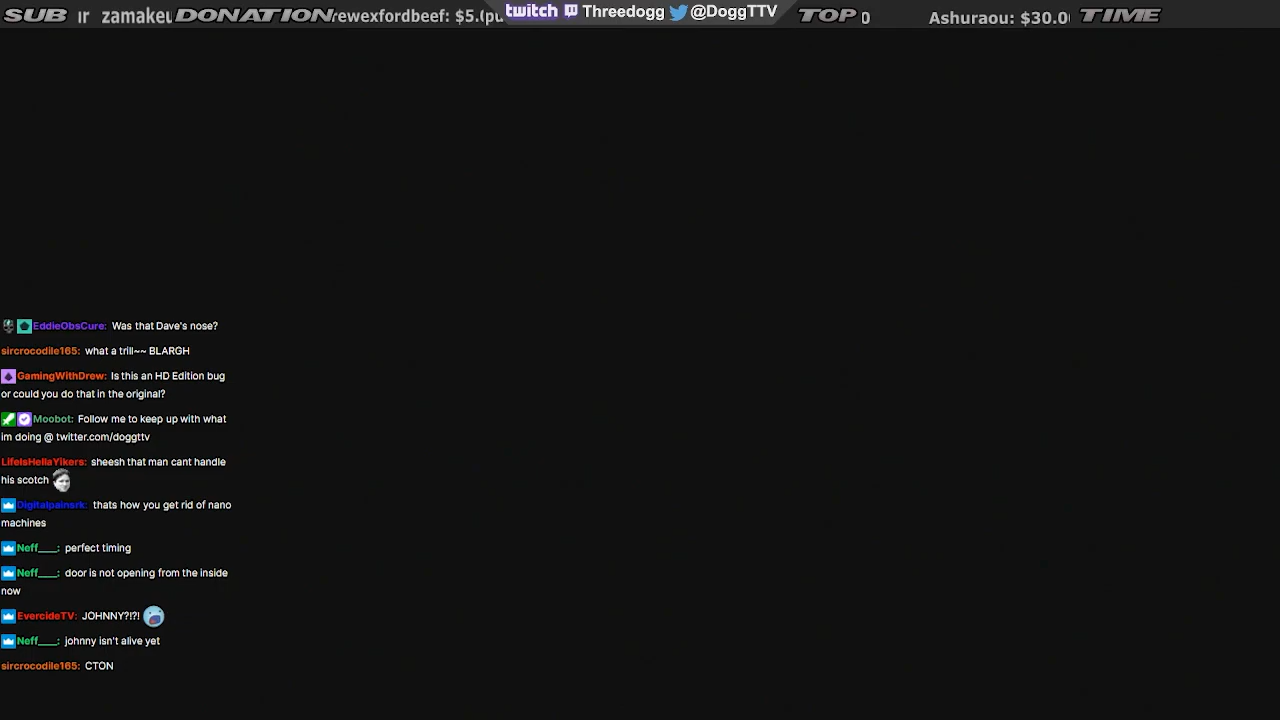 SUB zamakeu DONATION rewexfordbeef: $5.(pu twitch Threedogg @DoggTTV TOP 0 Ashuraou: $30.0 TIME
EddieObsCure: Was that Dave's nose?
sircrocodile165: what a trill~~ BLARGH
GamingWithDrew: Is this an HD Edition bug
or could you do that in the original?
Moobot: Follow me to keep up with what
im doing @ twitter.com/doggttv
LifeIsHellaYikers: sheesh that man cant handle
his scotch
Digitalpainsrk: thats how you get rid of nano
machines
Neff___: perfect timing
Neff___: door is not opening from the inside
now
EvercideTV: JOHNNY?!?!
Neff___: johnny isn't alive yet
sircrocodile165: CTON